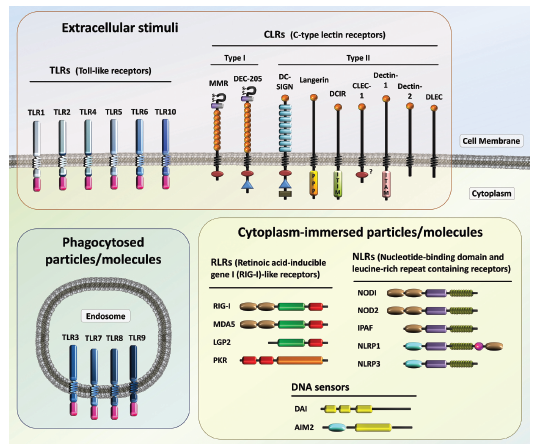 Extracellular stimuli
TLRs (Toll-like receptors)
TLR1 TLR2 TLR4 TLR5 TLR6 TLR10
CLRs (C-type lectin receptors)
Type I
Type II
MMR
DEC-205
DC-
SIGN
Langerin
DCIR
CLEC-
1
Dectin-
1
Dectin-
2
DLEC
?
PPP
ITIM
ITAM
Cell Membrane
Cytoplasm
Phagocytosed
particles/molecules
Endosome
TLR3 TLR7 TLR8 TLR9
Cytoplasm-immersed particles/molecules
RLRs (Retinoic acid-inducible
gene I (RIG-I)-like receptors)
RIG-I
MDA5
LGP2
PKR
NLRs (Nucleotide-binding domain and
leucine-rich repeat containing receptors)
NODI
NOD2
IPAF
NLRP1
NLRP3
DNA sensors
DAI
AIM2